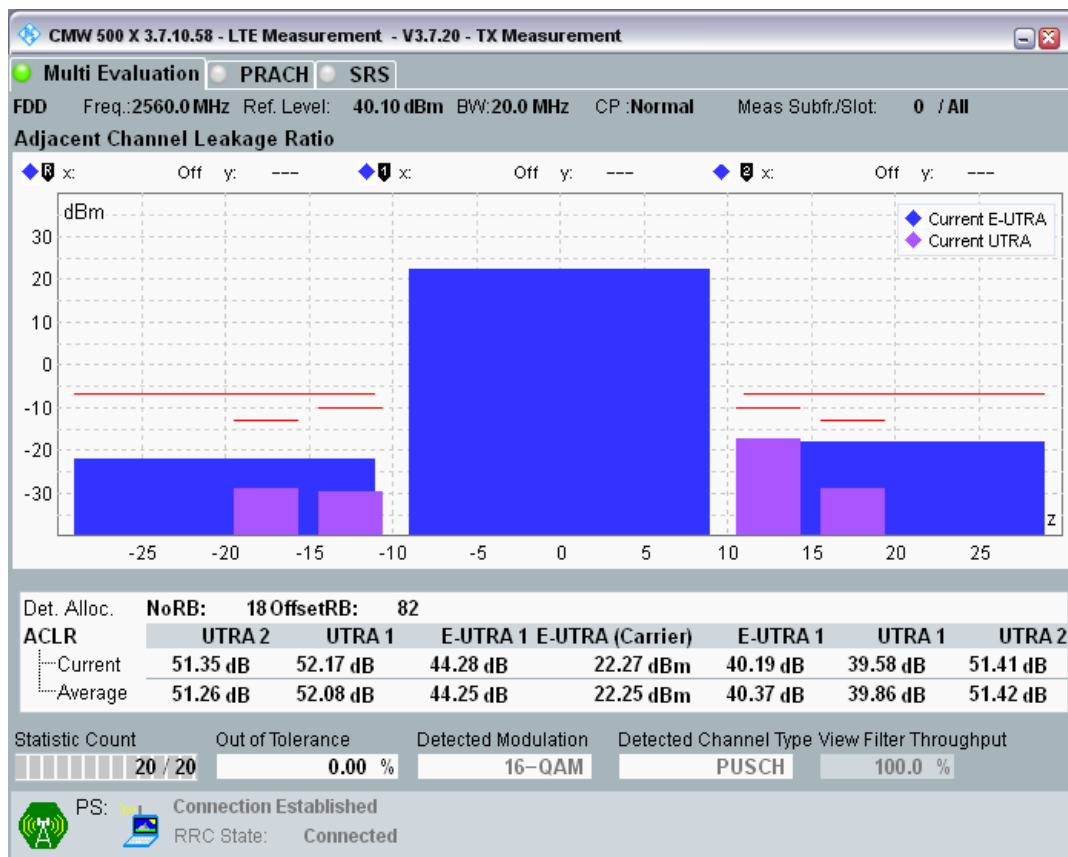 CMW 500 X 3.7.10.58 - LTE Measurement - V3.7.20 - TX Measurement
Multi Evaluation PRACH SRS
FDD Freq.:2560.0 MHz Ref. Level: 40.10 dBm BW:20.0 MHz CP :Normal Meas Subfr./Slot: 0 / All
Adjacent Channel Leakage Ratio
R x: Off y: --- 1 x: Off y: --- 2 x: Off y: ---
dBm
Current E-UTRA
Current UTRA
30
20
10
0
-10
-20
-30
z
-25 -20 -15 -10 -5 0 5 10 15 20 25
Det. Alloc. NoRB: 18 OffsetRB: 82
ACLR UTRA 2 UTRA 1 E-UTRA 1 E-UTRA (Carrier) E-UTRA 1 UTRA 1 UTRA 2
Current 51.35 dB 52.17 dB 44.28 dB 22.27 dBm 40.19 dB 39.58 dB 51.41 dB
Average 51.26 dB 52.08 dB 44.25 dB 22.25 dBm 40.37 dB 39.86 dB 51.42 dB
Statistic Count Out of Tolerance Detected Modulation Detected Channel Type View Filter Throughput
20 / 20 0.00 % 16-QAM PUSCH 100.0 %
PS: Connection Established
RRC State: Connected